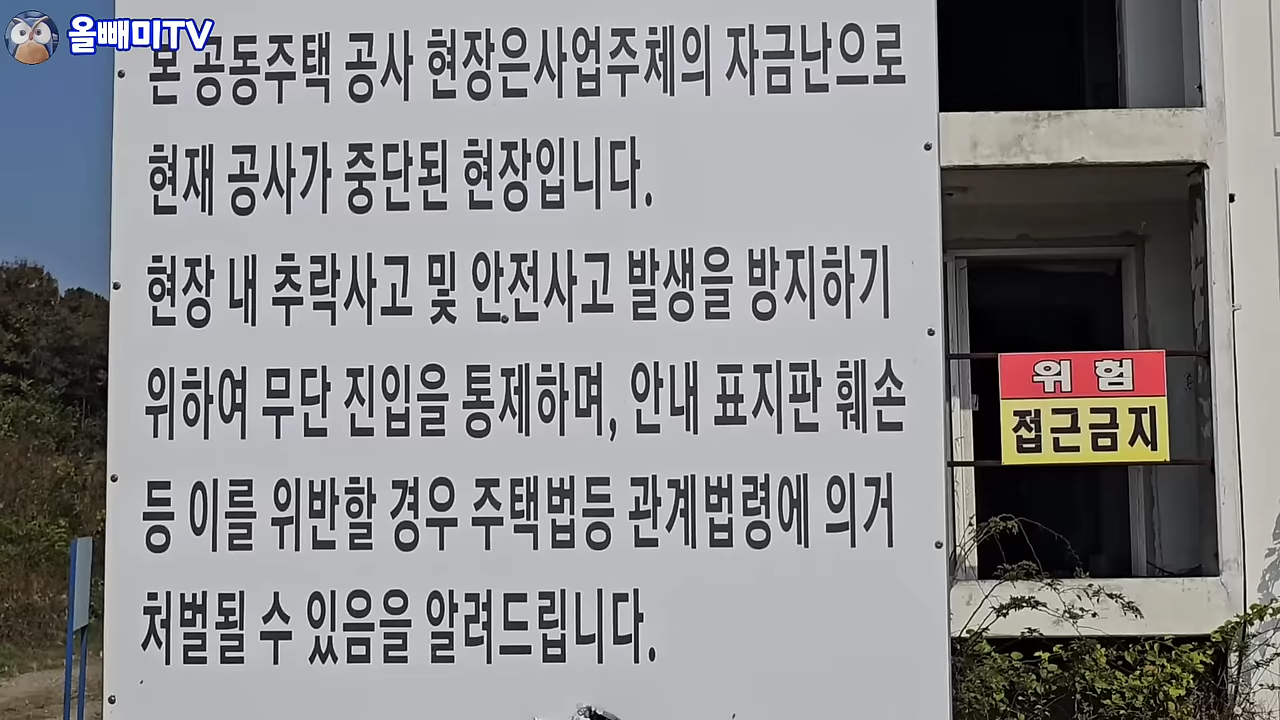 올빼미TV
본 공동주택 공사 현장은사업주체의 자금난으로
현재 공사가 중단된 현장입니다.
현장 내 추락사고 및 안전사고 발생을 방지하기
위하여 무단 진입을 통제하며, 안내 표지판 훼손
등 이를 위반할 경우 주택법등 관계법령에 의거
처벌될 수 있음을 알려드립니다.
위 험
접근금지